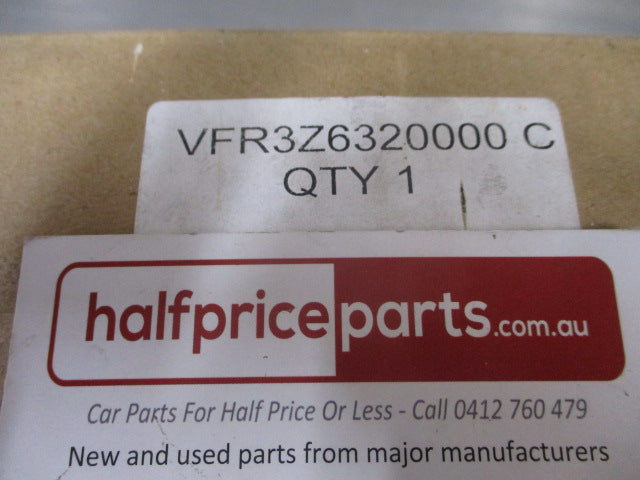 VFR3Z6320000 C
QTY 1
halfpriceparts.com.au
Car Parts For Half Price Or Less - Call 0412 760 479
New and used parts from major manufacturers